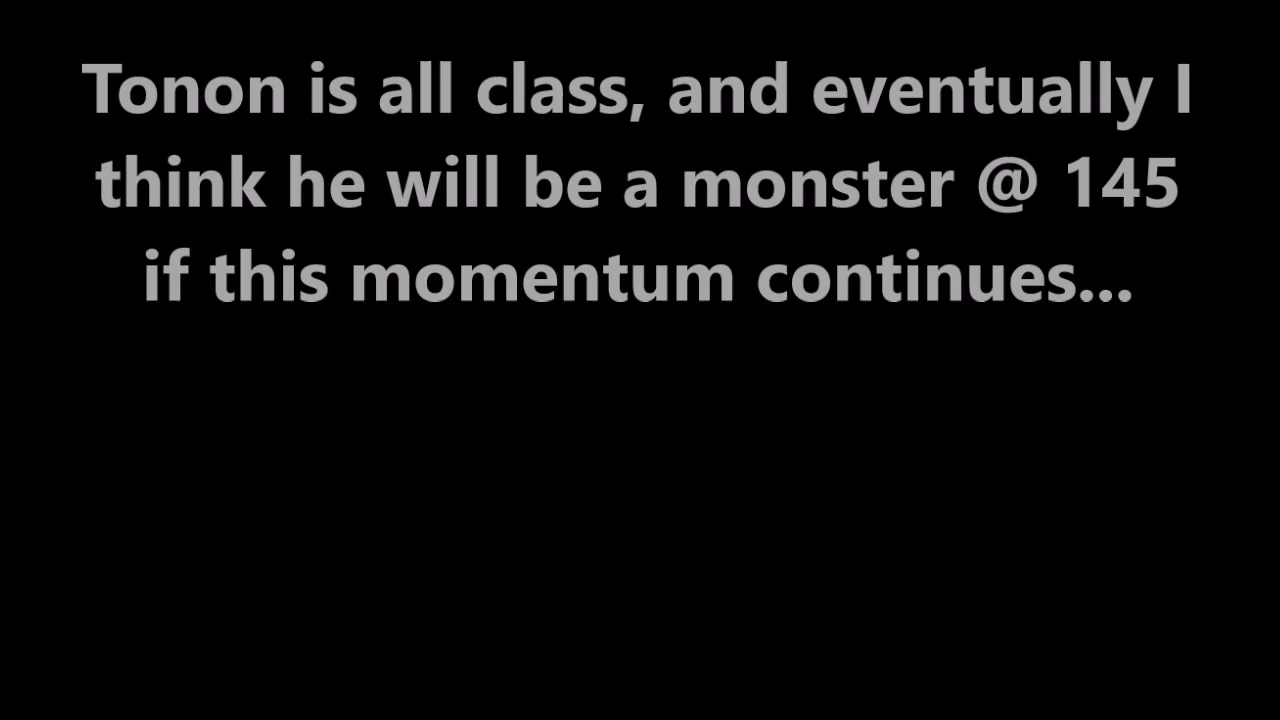 Tonon is all class, and eventually I
think he will be a monster @ 145
if this momentum continues...